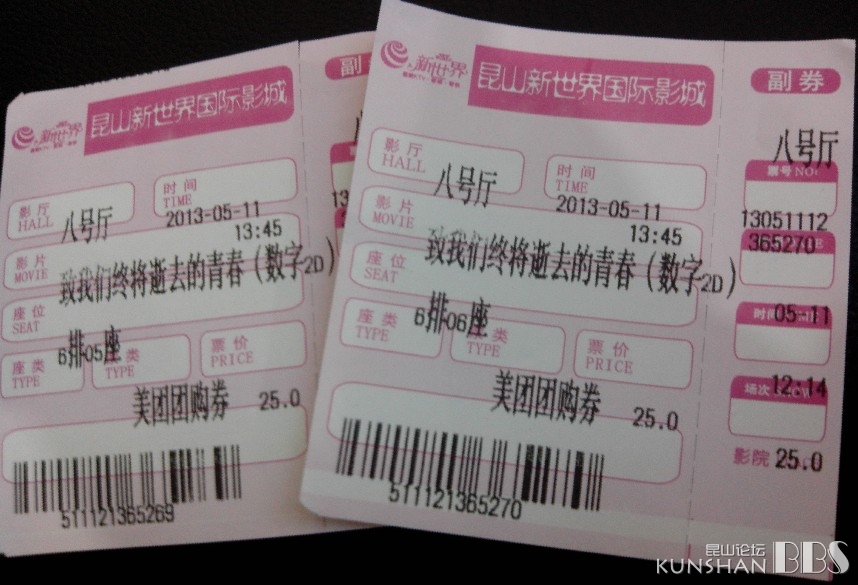 新世界
昆山新世界国际影城
副
影厅
HALL
八号厅
时间
TIME
2013-05-11
13:45
影片
MOVIE
致我们终将逝去的青春（数字2D）
座位
SEAT
6排05座
座类
TYPE
类
TYPE
票价
PRICE
美团团购券 25.0
511121365269
新世界
昆山新世界国际影城
影厅
HALL
八号厅
时间
TIME
2013-05-11
13:45
影片
MOVIE
致我们终将逝去的青春（数字2D）
座位
SEAT
6排06座
座类
TYPE
座类
TYPE
票价
PRICE
美团团购券 25.0
511121365270
副券
八号厅
票号NO:
13051112
365270
时间
05-11
12:14
场次
影院 25.0
昆山论坛
KUNSHAN BBS